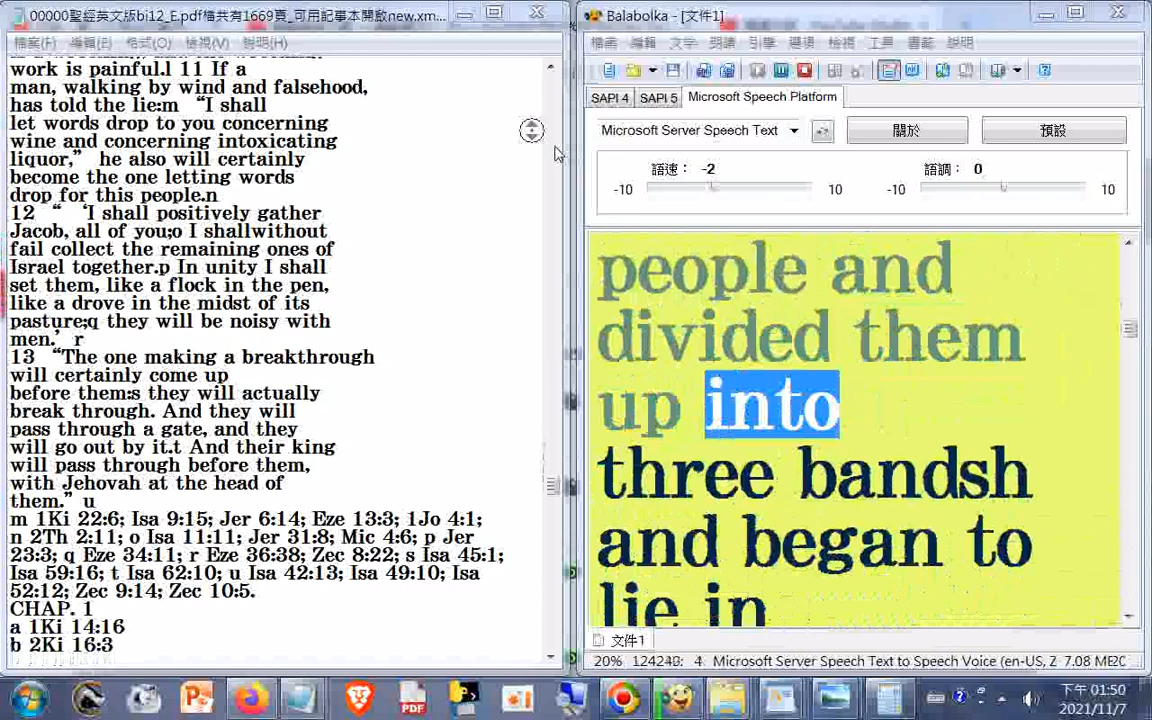 00000聖經英文版bi12_E.pdf檔共有1669頁_可用記事本開啟new.xm...
檔案(F) 編輯(E) 格式(O) 檢視(V) 說明(H)
work is painful.l 11 If a
man, walking by wind and falsehood,
has told the lie:m “I shall
let words drop to you concerning
wine and concerning intoxicating
liquor,” he also will certainly
become the one letting words
drop for this people.n
12 “ ‘I shall positively gather
Jacob, all of you;o I shallwithout
fail collect the remaining ones of
Israel together.p In unity I shall
set them, like a flock in the pen,
like a drove in the midst of its
pasture;q they will be noisy with
men.’ r
13 “The one making a breakthrough
will certainly come up
before them:s they will actually
break through. And they will
pass through a gate, and they
will go out by it.t And their king
will pass through before them,
with Jehovah at the head of
them.” u
m 1Ki 22:6; Isa 9:15; Jer 6:14; Eze 13:3; 1Jo 4:1;
n 2Th 2:11; o Isa 11:11; Jer 31:8; Mic 4:6; p Jer
23:3; q Eze 34:11; r Eze 36:38; Zec 8:22; s Isa 45:1;
Isa 59:16; t Isa 62:10; u Isa 42:13; Isa 49:10; Isa
52:12; Zec 9:14; Zec 10:5.
CHAP. 1
a 1Ki 14:16
b 2Ki 16:3
Balabolka - [文件1]
檔案 編輯 文字 朗讀 引擎 選項 檢視 工具 書籤 說明
SAPI 4 SAPI 5 Microsoft Speech Platform
Microsoft Server Speech Text 關於 預設
語速： -2 語調： 0
-10 10 -10 10
people and
divided them
up into
three bandsh
and began to
lie in
文件1
20% 4 Microsoft Server Speech Text to Speech Voice (en-US, Z
PDF
下午 01:50
2021/11/7